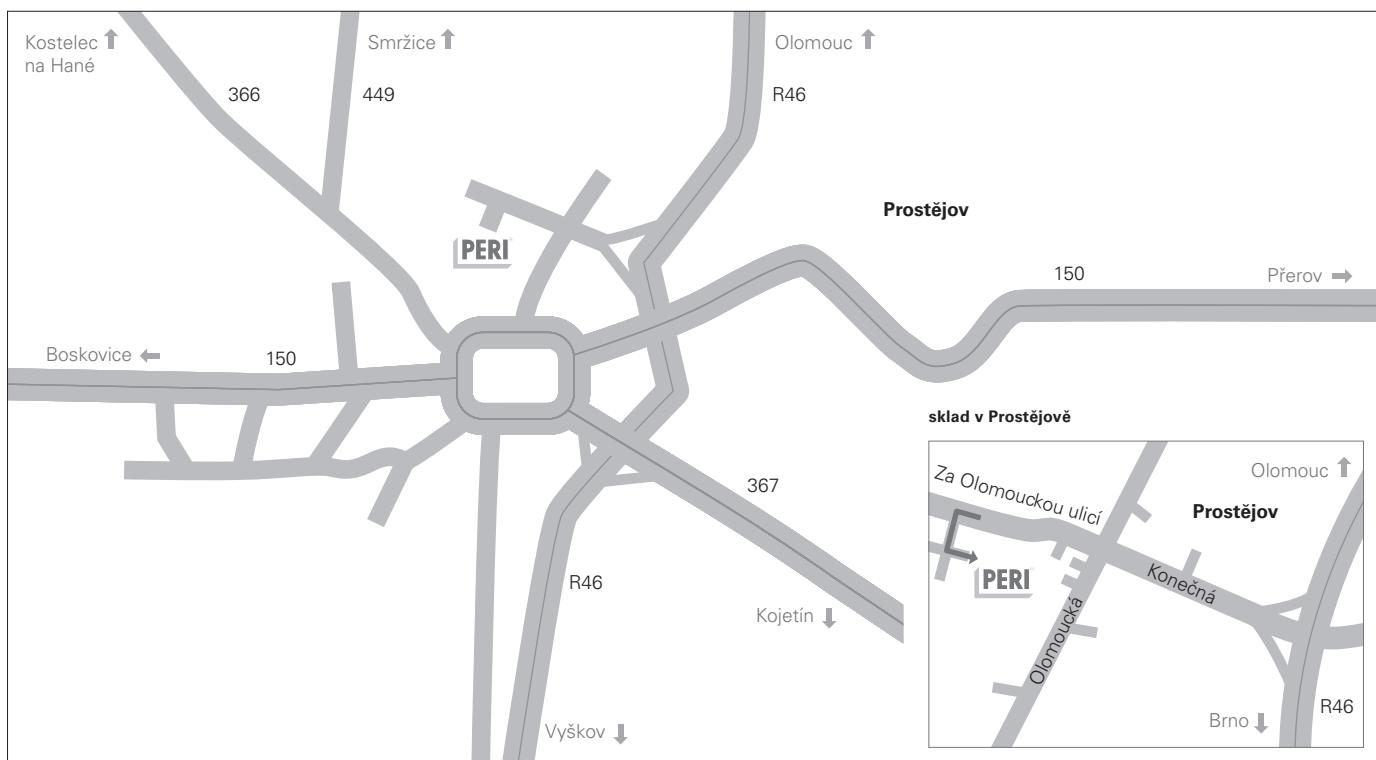 Kostelec
na Hané
Smržice
Olomouc
366
449
R46
Prostějov
PERI
150
Přerov
Boskovice
150
sklad v Prostějově
367
R46
Kojetín
Vyškov
Za Olomouckou ulicí
Olomouc
Prostějov
PERI
Konečná
Olomoucká
R46
Brno